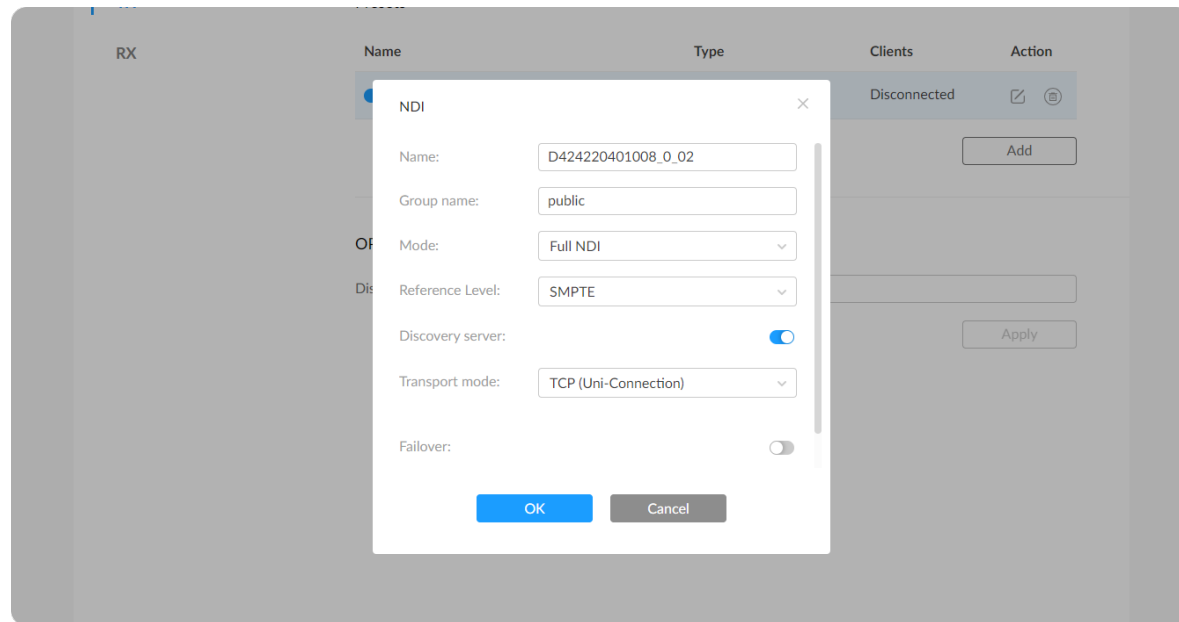 RX
Name Type Clients Action
Disconnected
NDI
Name: D424220401008_0_02
Add
Group name: public
Mode: Full NDI
Reference Level: SMPTE
Discovery server:
Apply
Transport mode: TCP (Uni-Connection)
Failover:
OK Cancel